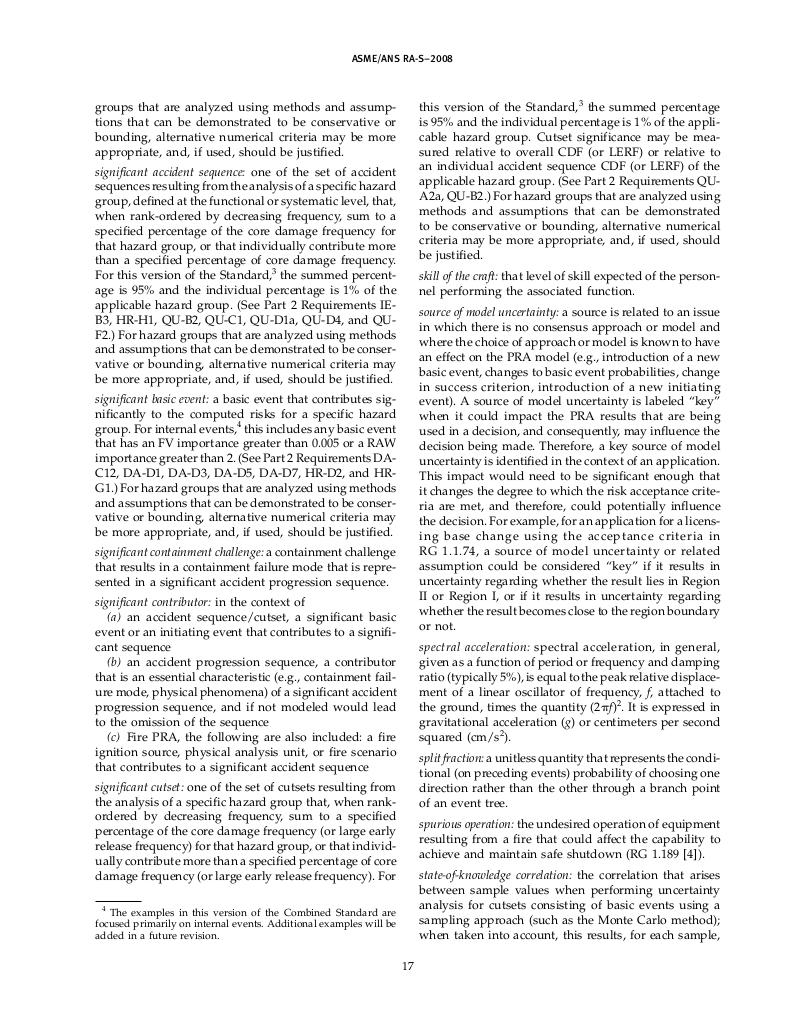 ASME/ANS RA-S–2008
groups that are analyzed using methods and assump-
tions that can be demonstrated to be conservative or
bounding, alternative numerical criteria may be more
appropriate, and, if used, should be justified.
significant accident sequence: one of the set of accident
sequences resulting from the analysis of a specific hazard
group, defined at the functional or systematic level, that,
when rank-ordered by decreasing frequency, sum to a
specified percentage of the core damage frequency for
that hazard group, or that individually contribute more
than a specified percentage of core damage frequency.
For this version of the Standard,³ the summed percent-
age is 95% and the individual percentage is 1% of the
applicable hazard group. (See Part 2 Requirements IE-
B3, HR-H1, QU-B2, QU-C1, QU-D1a, QU-D4, and QU-
F2.) For hazard groups that are analyzed using methods
and assumptions that can be demonstrated to be conser-
vative or bounding, alternative numerical criteria may
be more appropriate, and, if used, should be justified.
significant basic event: a basic event that contributes sig-
nificantly to the computed risks for a specific hazard
group. For internal events,⁴ this includes any basic event
that has an FV importance greater than 0.005 or a RAW
importance greater than 2. (See Part 2 Requirements DA-
C12, DA-D1, DA-D3, DA-D5, DA-D7, HR-D2, and HR-
G1.) For hazard groups that are analyzed using methods
and assumptions that can be demonstrated to be conser-
vative or bounding, alternative numerical criteria may
be more appropriate, and, if used, should be justified.
significant containment challenge: a containment challenge
that results in a containment failure mode that is repre-
sented in a significant accident progression sequence.
significant contributor: in the context of
(a) an accident sequence/cutset, a significant basic
event or an initiating event that contributes to a signifi-
cant sequence
(b) an accident progression sequence, a contributor
that is an essential characteristic (e.g., containment fail-
ure mode, physical phenomena) of a significant accident
progression sequence, and if not modeled would lead
to the omission of the sequence
(c) Fire PRA, the following are also included: a fire
ignition source, physical analysis unit, or fire scenario
that contributes to a significant accident sequence
significant cutset: one of the set of cutsets resulting from
the analysis of a specific hazard group that, when rank-
ordered by decreasing frequency, sum to a specified
percentage of the core damage frequency (or large early
release frequency) for that hazard group, or that individ-
ually contribute more than a specified percentage of core
damage frequency (or large early release frequency). For
⁴ The examples in this version of the Combined Standard are
focused primarily on internal events. Additional examples will be
added in a future revision.
this version of the Standard,³ the summed percentage
is 95% and the individual percentage is 1% of the appli-
cable hazard group. Cutset significance may be mea-
sured relative to overall CDF (or LERF) or relative to
an individual accident sequence CDF (or LERF) of the
applicable hazard group. (See Part 2 Requirements QU-
A2a, QU-B2.) For hazard groups that are analyzed using
methods and assumptions that can be demonstrated
to be conservative or bounding, alternative numerical
criteria may be more appropriate, and, if used, should
be justified.
skill of the craft: that level of skill expected of the person-
nel performing the associated function.
source of model uncertainty: a source is related to an issue
in which there is no consensus approach or model and
where the choice of approach or model is known to have
an effect on the PRA model (e.g., introduction of a new
basic event, changes to basic event probabilities, change
in success criterion, introduction of a new initiating
event). A source of model uncertainty is labeled “key”
when it could impact the PRA results that are being
used in a decision, and consequently, may influence the
decision being made. Therefore, a key source of model
uncertainty is identified in the context of an application.
This impact would need to be significant enough that
it changes the degree to which the risk acceptance crite-
ria are met, and therefore, could potentially influence
the decision. For example, for an application for a licens-
ing base change using the acceptance criteria in
RG 1.1.74, a source of model uncertainty or related
assumption could be considered “key” if it results in
uncertainty regarding whether the result lies in Region
II or Region I, or if it results in uncertainty regarding
whether the result becomes close to the region boundary
or not.
spectral acceleration: spectral acceleration, in general,
given as a function of period or frequency and damping
ratio (typically 5%), is equal to the peak relative displace-
ment of a linear oscillator of frequency, f, attached to
the ground, times the quantity (2πf)². It is expressed in
gravitational acceleration (g) or centimeters per second
squared (cm/s²).
split fraction: a unitless quantity that represents the condi-
tional (on preceding events) probability of choosing one
direction rather than the other through a branch point
of an event tree.
spurious operation: the undesired operation of equipment
resulting from a fire that could affect the capability to
achieve and maintain safe shutdown (RG 1.189 [4]).
state-of-knowledge correlation: the correlation that arises
between sample values when performing uncertainty
analysis for cutsets consisting of basic events using a
sampling approach (such as the Monte Carlo method);
when taken into account, this results, for each sample,
17